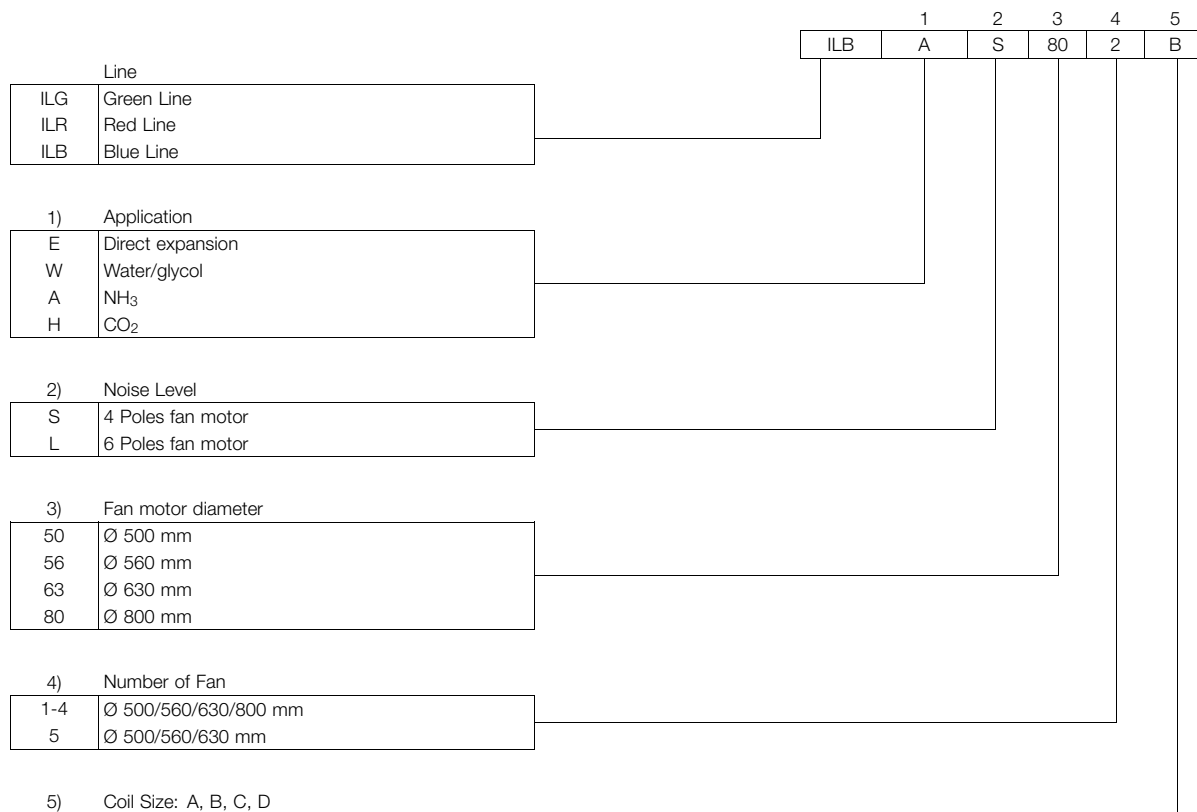 1 2 3 4 5
ILB A S 80 2 B
Line
ILG Green Line
ILR Red Line
ILB Blue Line
1) Application
E Direct expansion
W Water/glycol
A NH₃
H CO₂
2) Noise Level
S 4 Poles fan motor
L 6 Poles fan motor
3) Fan motor diameter
50 Ø 500 mm
56 Ø 560 mm
63 Ø 630 mm
80 Ø 800 mm
4) Number of Fan
1-4 Ø 500/560/630/800 mm
5 Ø 500/560/630 mm
5) Coil Size: A, B, C, D